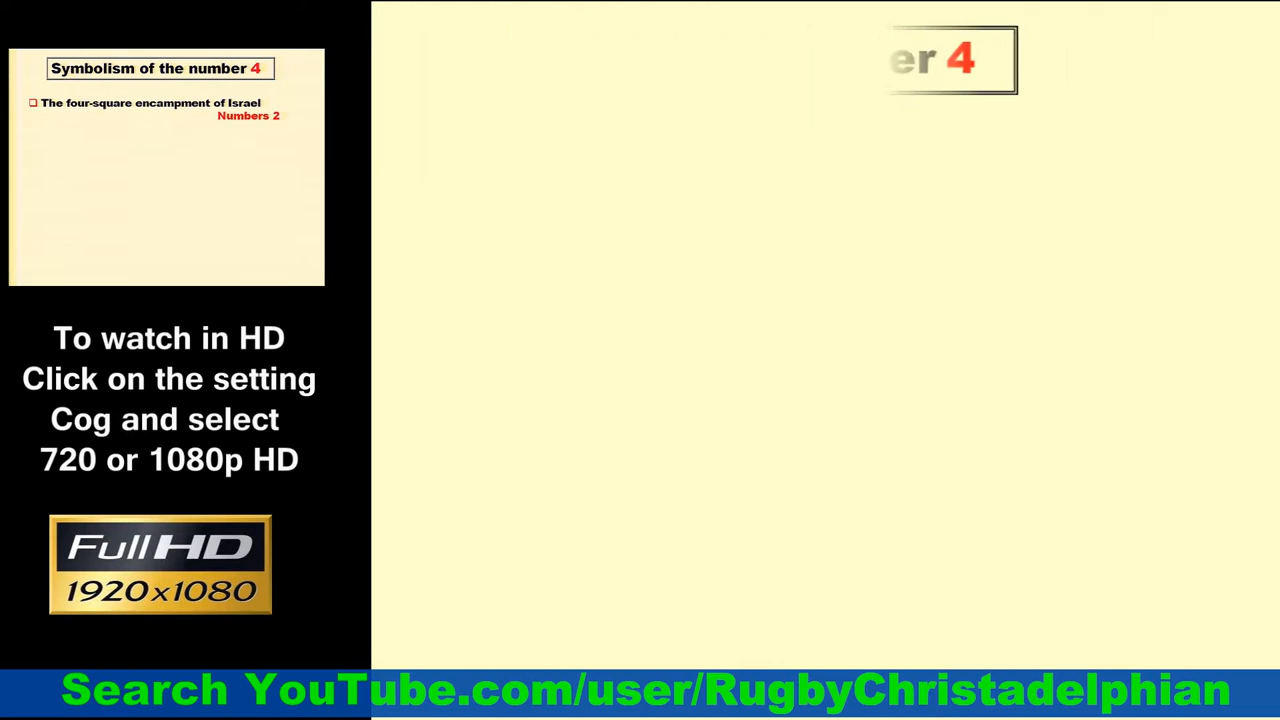 Symbolism of the number 4
❑ The four-square encampment of Israel
Numbers 2
To watch in HD
Click on the setting
Cog and select
720 or 1080p HD
Full HD
1920x1080
er 4
Search YouTube.com/user/RugbyChristadelphian